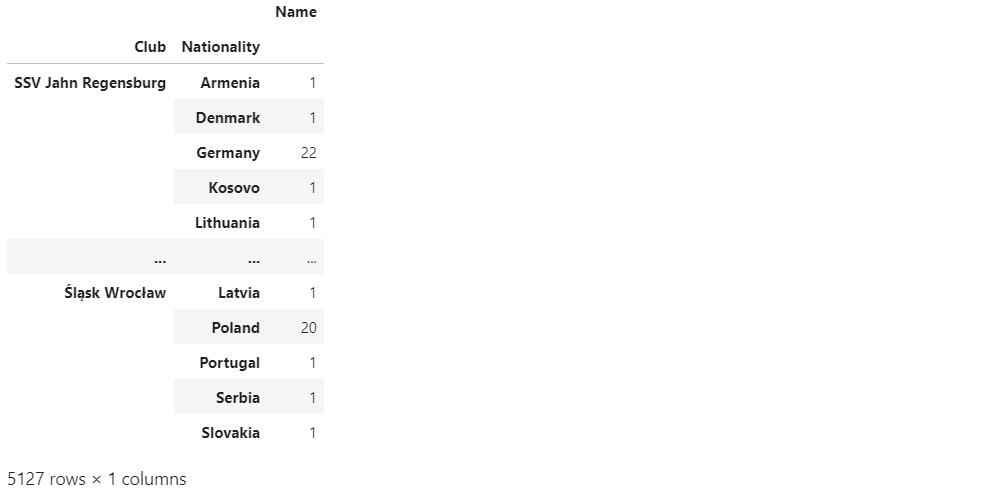 Name
Club Nationality
SSV Jahn Regensburg Armenia 1
Denmark 1
Germany 22
Kosovo 1
Lithuania 1
... ... ...
Śląsk Wrocław Latvia 1
Poland 20
Portugal 1
Serbia 1
Slovakia 1
5127 rows × 1 columns